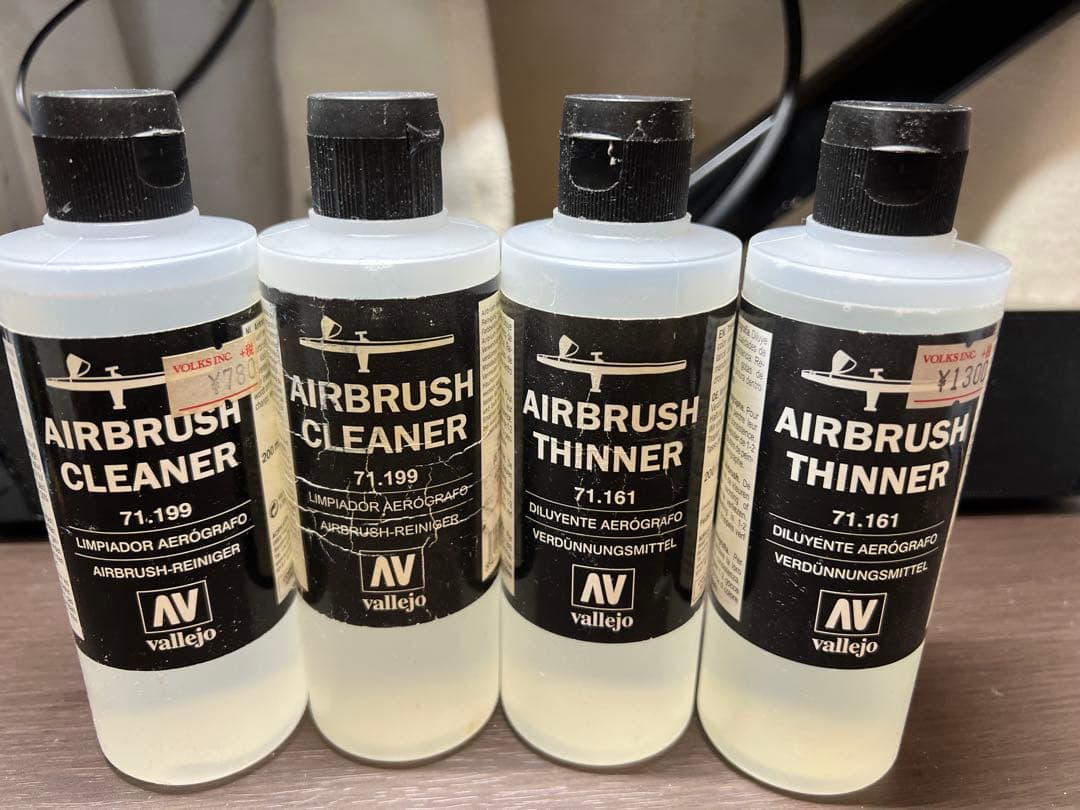 VOLKS INC. +税
¥780
AIRBRUSH
CLEANER
71.199
LIMPIADOR AERÓGRAFO
AIRBRUSH-REINIGER
AV
vallejo
AIRBRUSH
CLEANER
71.199
LIMPIADOR AERÓGRAFO
AIRBRUSH-REINIGER
AV
vallejo
AIRBRUSH
THINNER
71.161
DILUYENTE AERÓGRAFO
VERDÜNNUNGSMITTEL
AV
vallejo
VOLKS INC. +税
¥1300
AIRBRUSH
THINNER
71.161
DILUYENTE AERÓGRAFO
VERDÜNNUNGSMITTEL
AV
vallejo